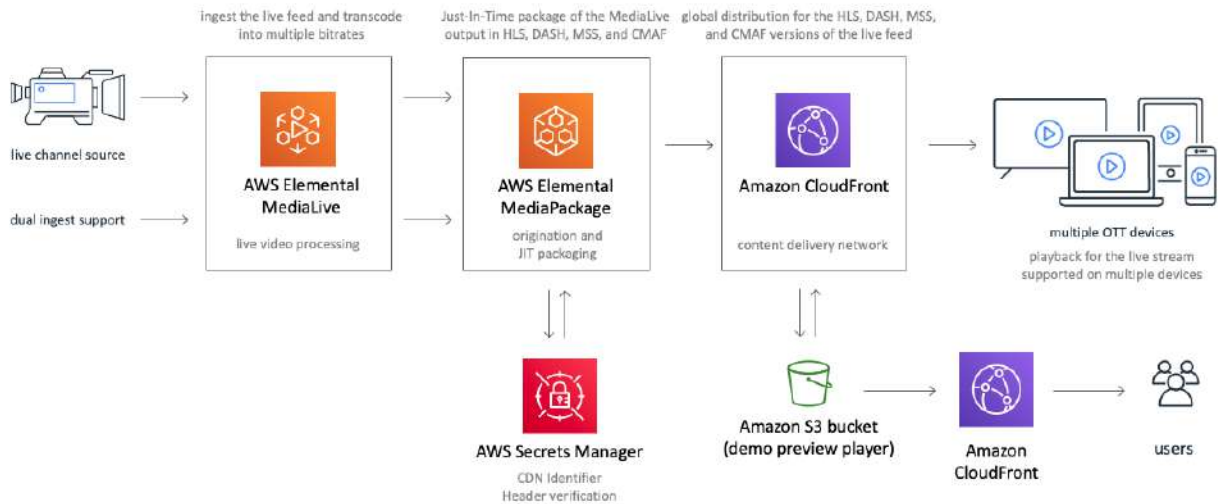 ingest the live feed and transcode
into multiple bitrates
Just-In-Time package of the MediaLive
output in HLS, DASH, MSS, and CMAF
global distribution for the HLS, DASH, MSS,
and CMAF versions of the live feed
live channel source
dual ingest support
AWS Elemental
MediaLive
live video processing
AWS Elemental
MediaPackage
origination and
JIT packaging
Amazon CloudFront
content delivery network
multiple OTT devices
playback for the live stream
supported on multiple devices
AWS Secrets Manager
CDN Identifier
Header verification
Amazon S3 bucket
(demo preview player)
Amazon
CloudFront
users